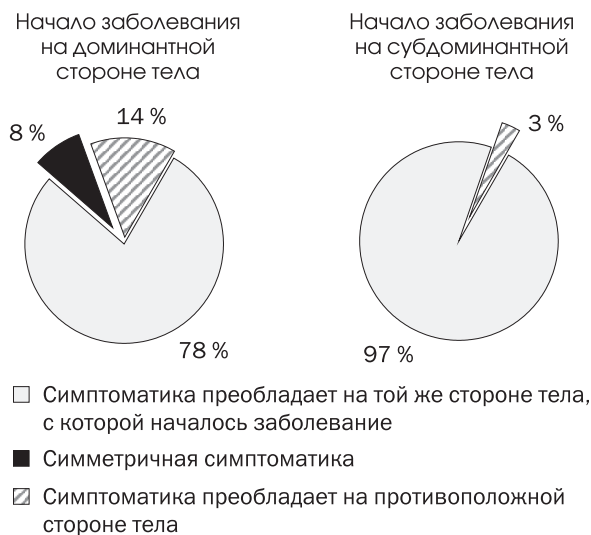 Начало заболевания
на доминантной
стороне тела
Начало заболевания
на субдоминантной
стороне тела
8 %
14 %
78 %
3 %
97 %
Симптоматика преобладает на той же стороне тела,
с которой началось заболевание
Симметричная симптоматика
Симптоматика преобладает на противоположной
стороне тела